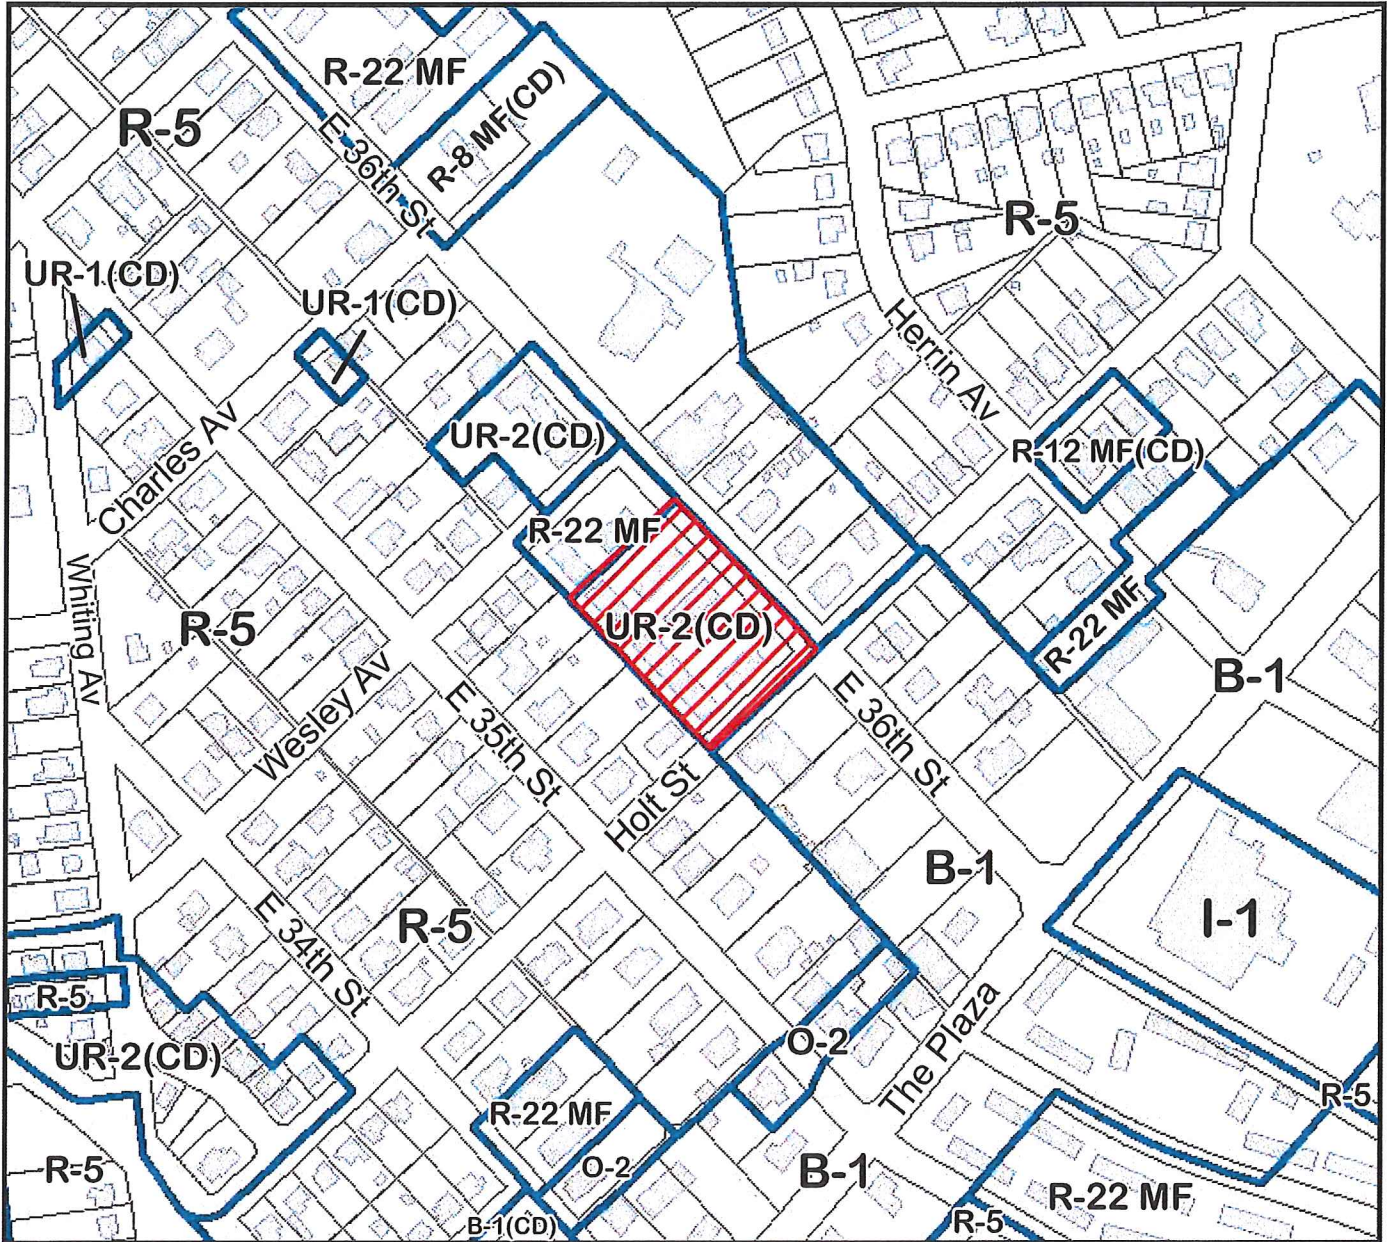 R-22 MF
R-8 MF(CD)
R-5
E 36th St
R-5
UR-1(CD)
UR-1(CD)
Herrin Av
UR-2(CD)
R-12 MF(CD)
Charles Av
R-22 MF
Whiting Av
R-5
UR-2(CD)
R-22 MF
B-1
Wesley Av
E 35th St
E 36th St
Holt St
B-1
I-1
E 34th St
R-5
R-5
The Plaza
O-2
UR-2(CD)
R-5
R-22 MF
O-2
R-5
B-1
R-22 MF
B-1(CD)
R-5